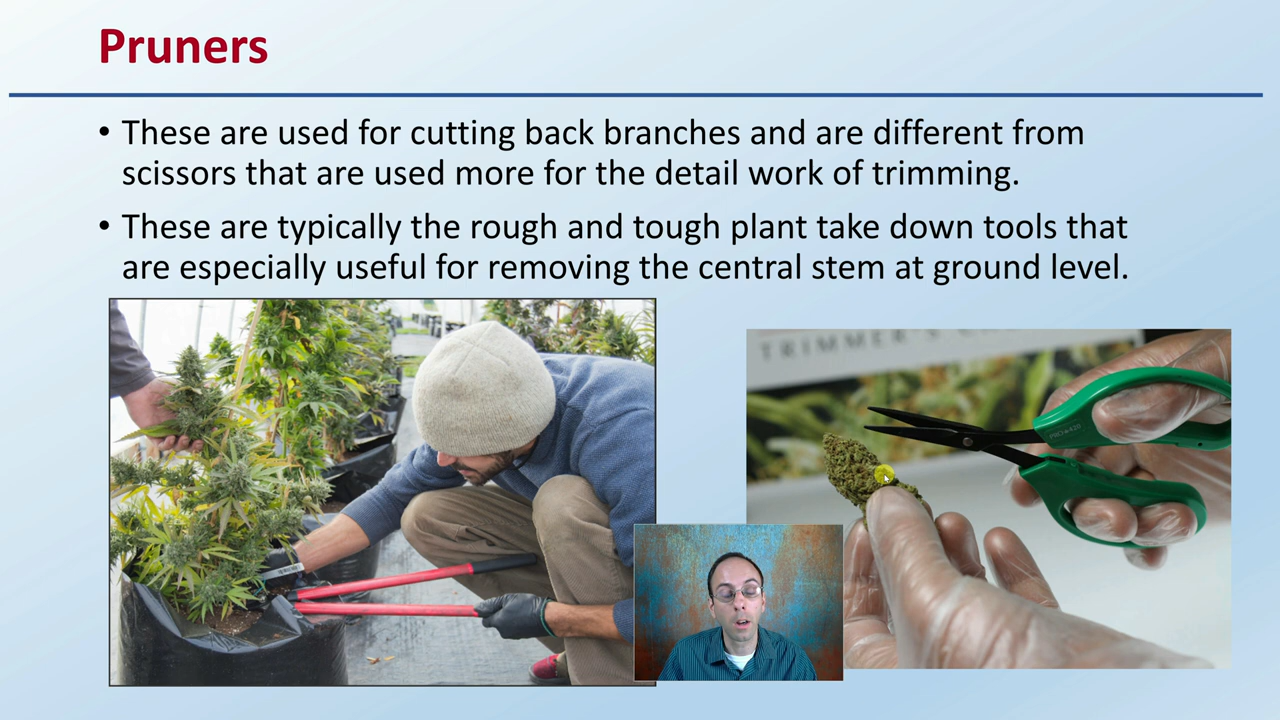 Pruners
• These are used for cutting back branches and are different from
scissors that are used more for the detail work of trimming.
• These are typically the rough and tough plant take down tools that
are especially useful for removing the central stem at ground level.
TRIMMER'S